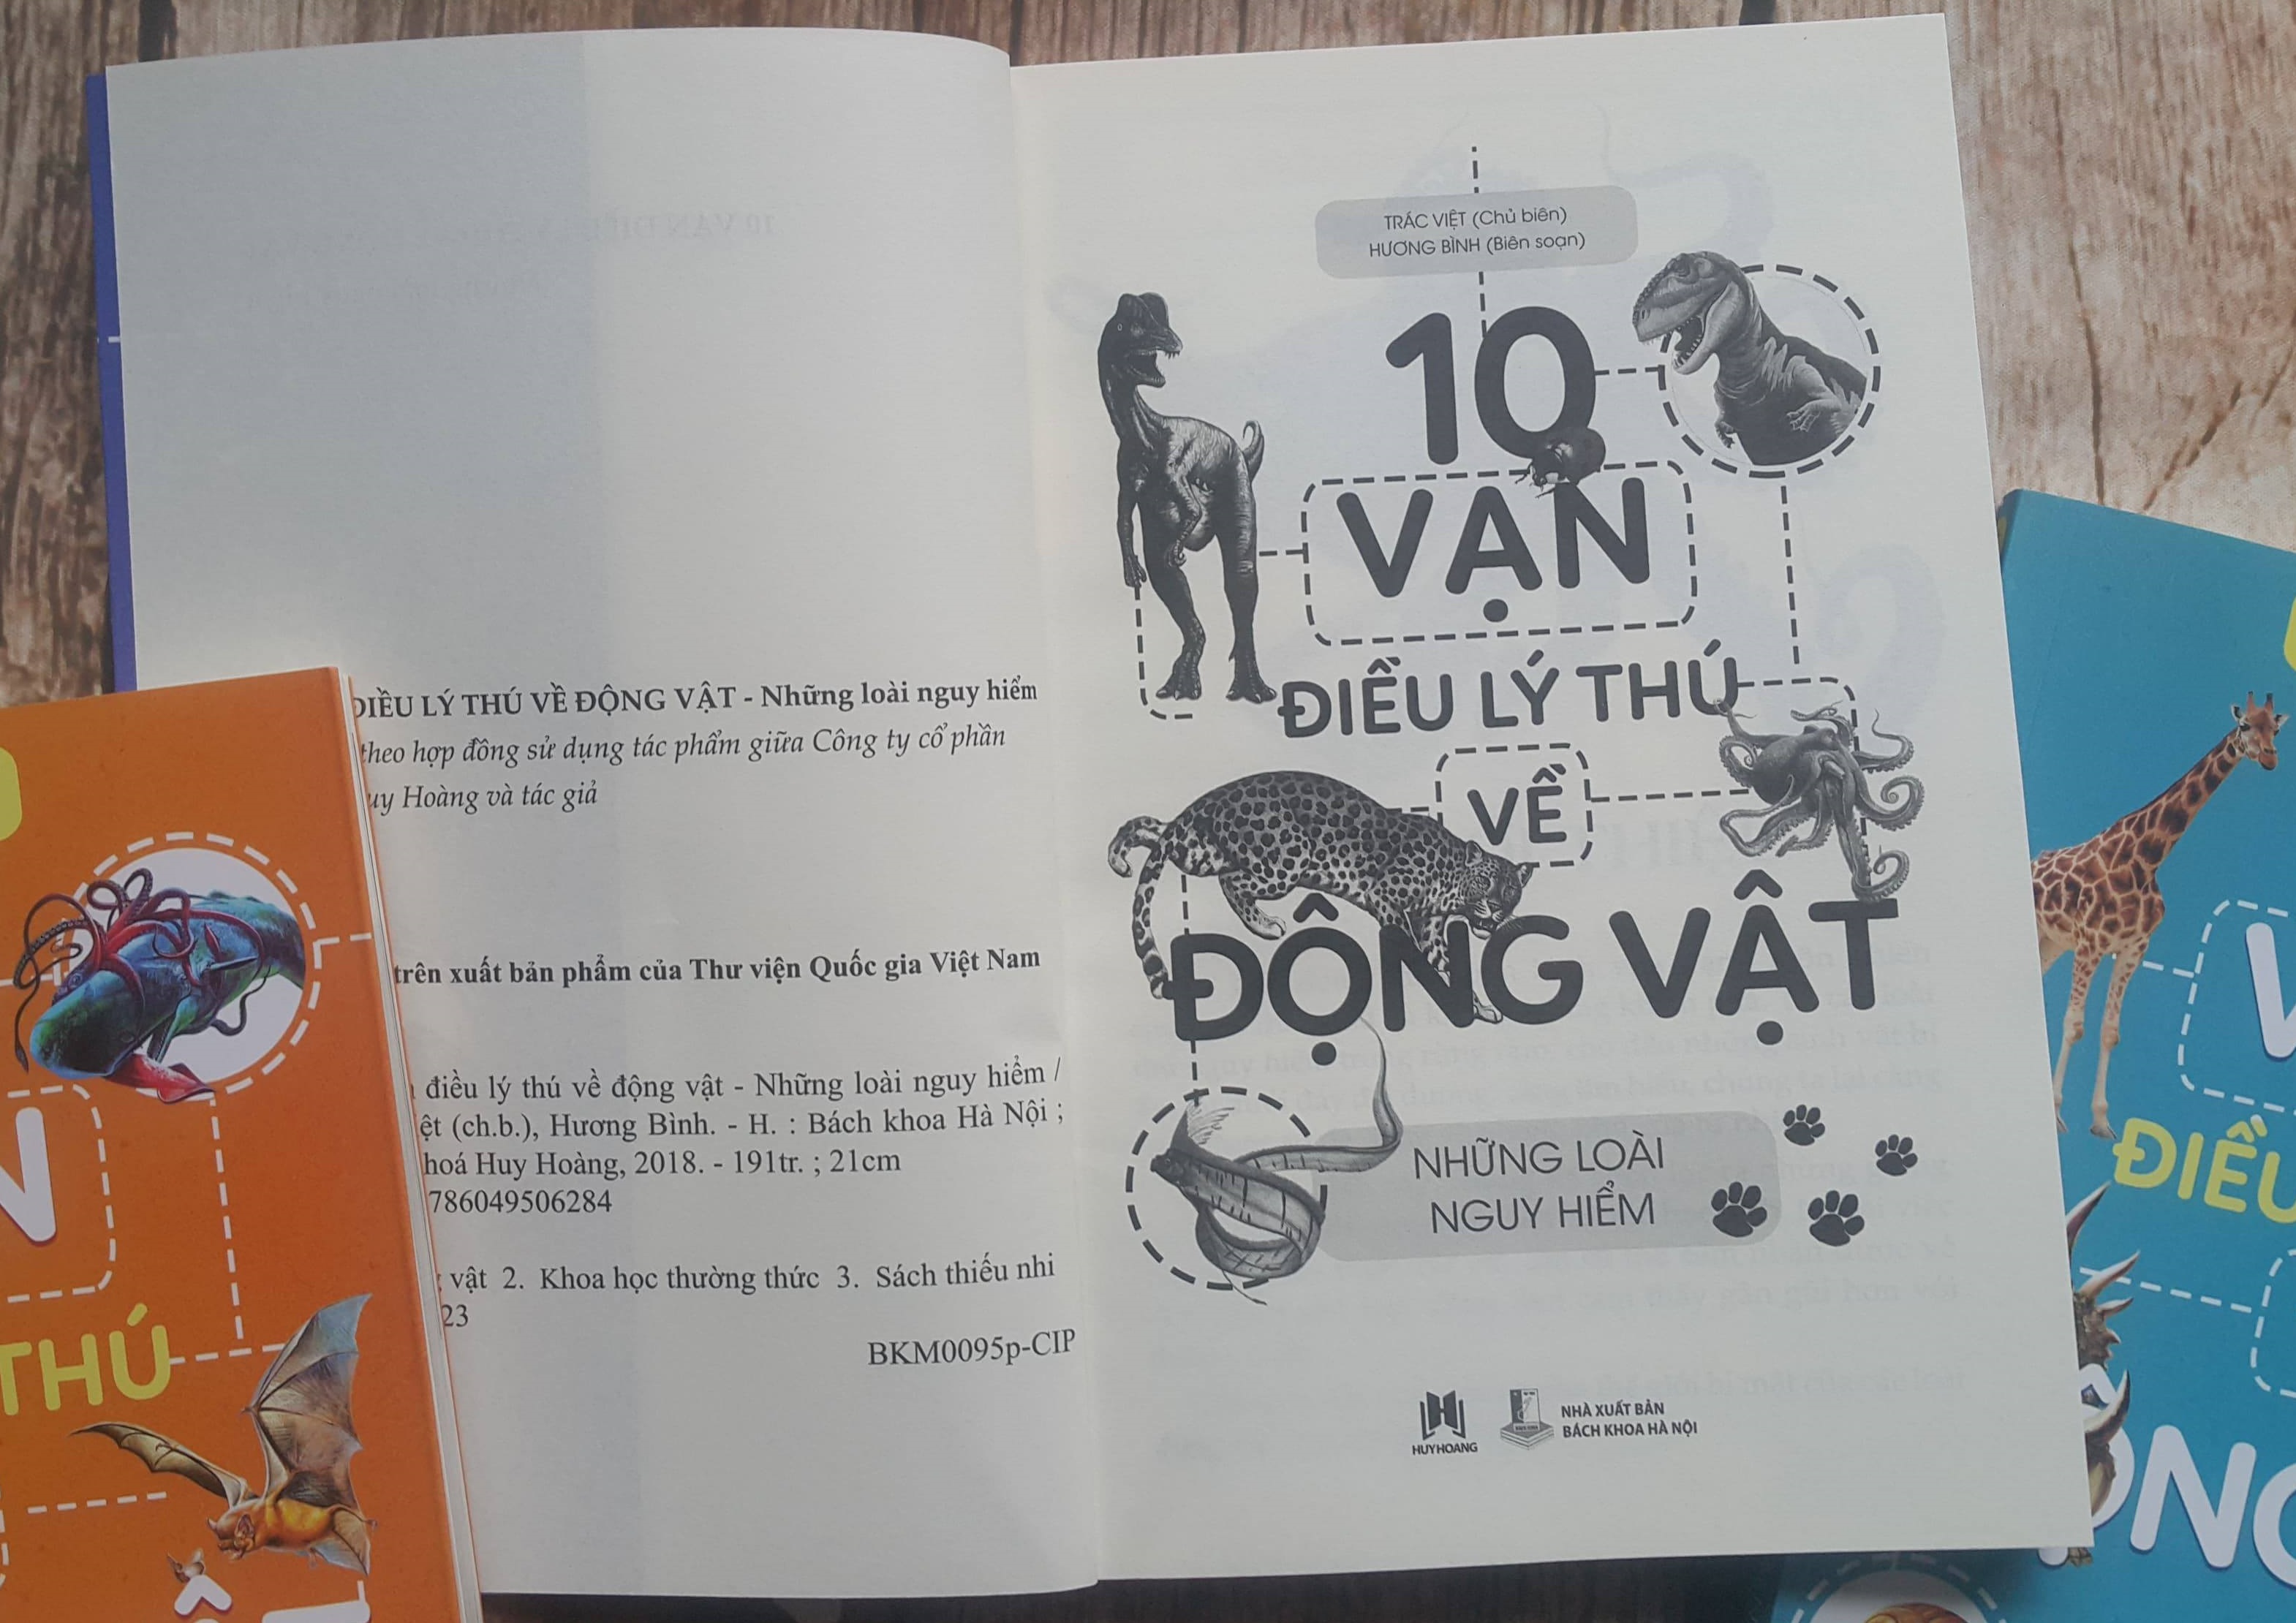 ĐIỀU LÝ THÚ VỀ ĐỘNG VẬT - Những loài nguy hiểm
theo hợp đồng sử dụng tác phẩm giữa Công ty cổ phần
Hoàng và tác giả
trên xuất bản phẩm của Thư viện Quốc gia Việt Nam
điều lý thú về động vật - Những loài nguy hiểm /
(ch.b.), Hương Bình. - H. : Bách khoa Hà Nội ;
hoá Huy Hoàng, 2018. - 191tr. ; 21cm
786049506284
vật 2. Khoa học thường thức 3. Sách thiếu nhi
23
BKM0095p-CIP
TRÁC VIỆT (Chủ biên)
HƯƠNG BÌNH (Biên soạn)
10
VẠN
ĐIỀU LÝ THÚ
VỀ
ĐỘNG VẬT
NHỮNG LOÀI
NGUY HIỂM
HUYHOANG
NHÀ XUẤT BẢN
BÁCH KHOA HÀ NỘI
N
THÚ
V
ĐIỀU
ÔNG